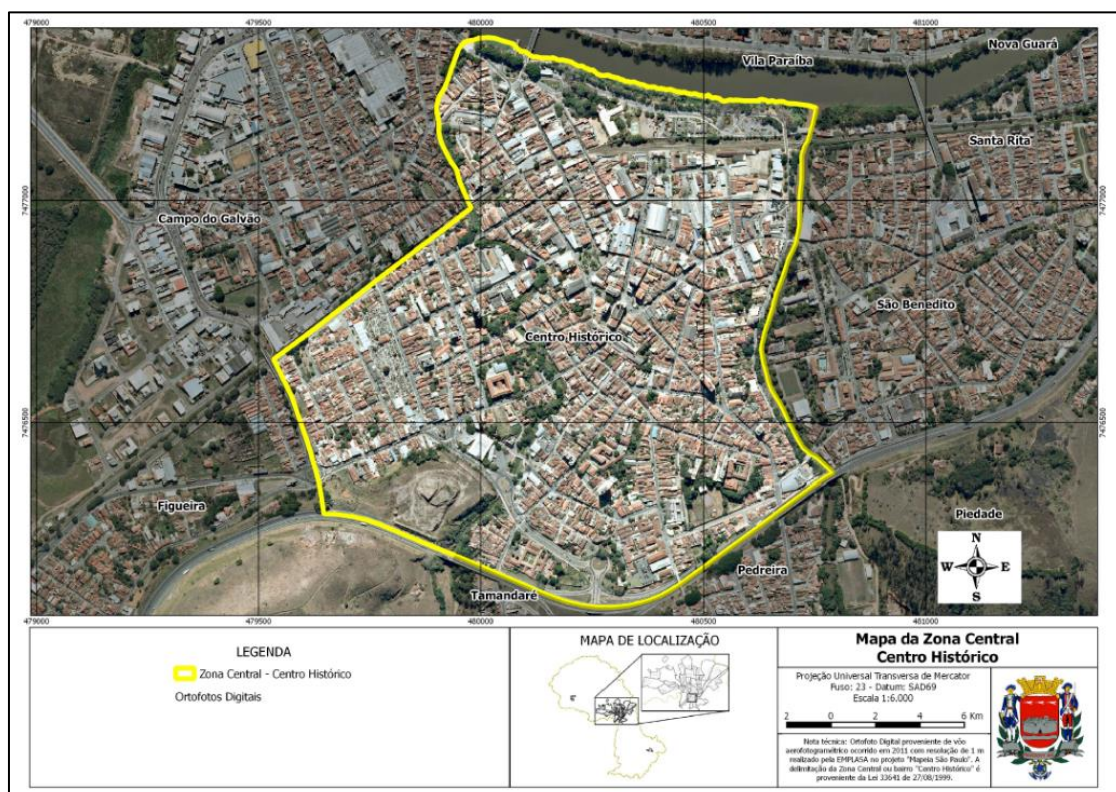 479000 479500 480000 480500 481000
Nova Guará
Vila Paraíba
Santa Rita
7477000 7477000
Campo do Galvão
São Benedito
Centro Histórico
7476500 7476500
Figueira
Piedade
Pedreira
Tamandaré
N
W E
S
479000 479500 480000 480500 481000
LEGENDA
Zona Central - Centro Histórico
Ortofotos Digitais
MAPA DE LOCALIZAÇÃO
Mapa da Zona Central
Centro Histórico
Projeção Universal Transversa de Mercator
Fuso: 23 - Datum: SAD69
Escala 1:6.000
2 0 2 4 6 Km
Nota técnica: Ortofoto Digital proveniente de vôo
aerofotogramétrico ocorrido em 2011 com resolução de 1 m
realizado pela EMPLASA no projeto "Mapeia São Paulo". A
delimitação da Zona Central ou bairro "Centro Histórico" é
proveniente da Lei 33641 de 27/08/1999.